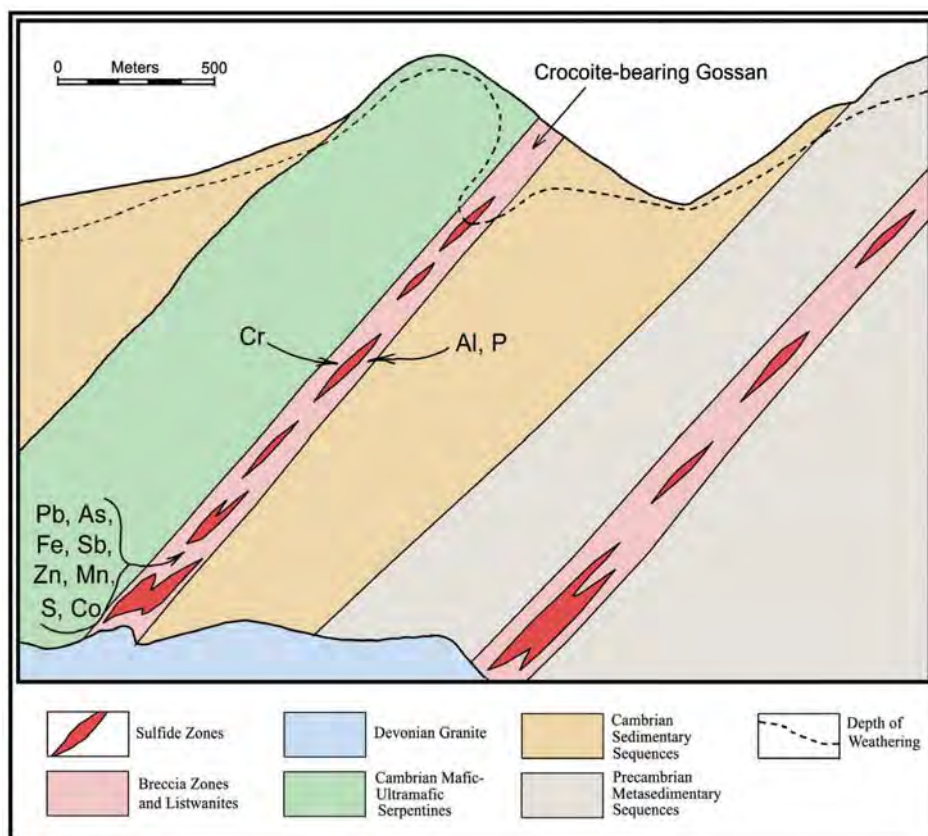 0 Meters 500
Crocoite-bearing Gossan
Cr
Al, P
Pb, As,
Fe, Sb,
Zn, Mn,
S, Co
Sulfide Zones
Devonian Granite
Cambrian
Sedimentary
Sequences
Depth of
Weathering
Breccia Zones
and Listwanites
Cambrian Mafic-
Ultramafic
Serpentines
Precambrian
Metasedimentary
Sequences